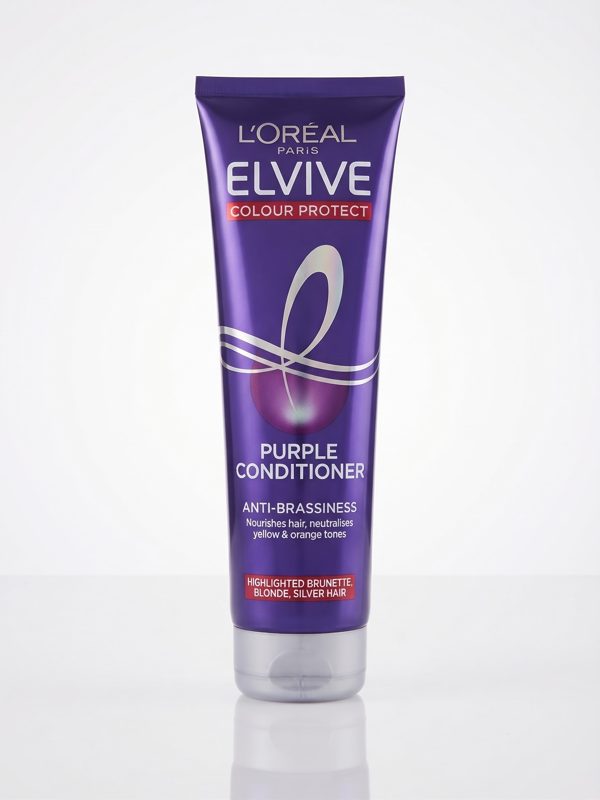 L'ORÉAL
PARIS
ELVIVE
COLOUR PROTECT
PURPLE
CONDITIONER
ANTI-BRASSINESS
Nourishes hair, neutralises
yellow & orange tones
HIGHLIGHTED BRUNETTE,
BLONDE, SILVER HAIR